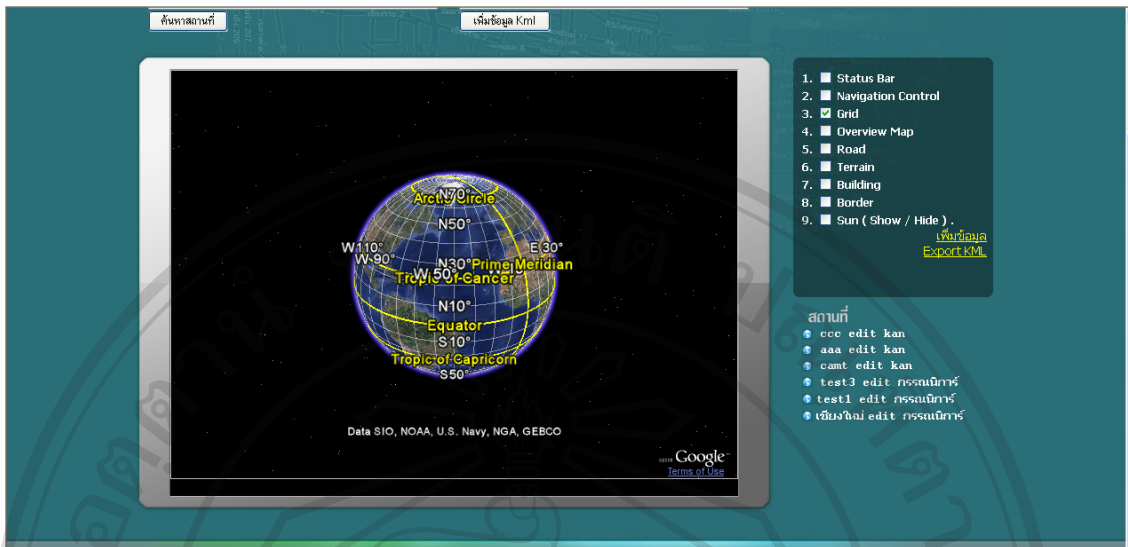 ค้นหาสถานที่
เพิ่มข้อมูล Kml
1. Status Bar
2. Navigation Control
3. Grid
4. Overview Map
5. Road
6. Terrain
7. Building
8. Border
9. Sun ( Show / Hide ) .
เพิ่มข้อมูล
Export KML
N70°
Arctic Circle
N50°
W110°
E 30°
W-90°
N30°
Prime Meridian
W 50°
Tropic of Cancer
N10°
Equator
S10°
Tropic of Capricorn
S50°
Data SIO, NOAA, U.S. Navy, NGA, GEBCO
Google
Terms of Use
สถานที่
ccc edit kan
aaa edit kan
camt edit kan
test3 edit กรรณนิการ์
test1 edit กรรณนิการ์
เชียงใหม่ edit กรรณนิการ์